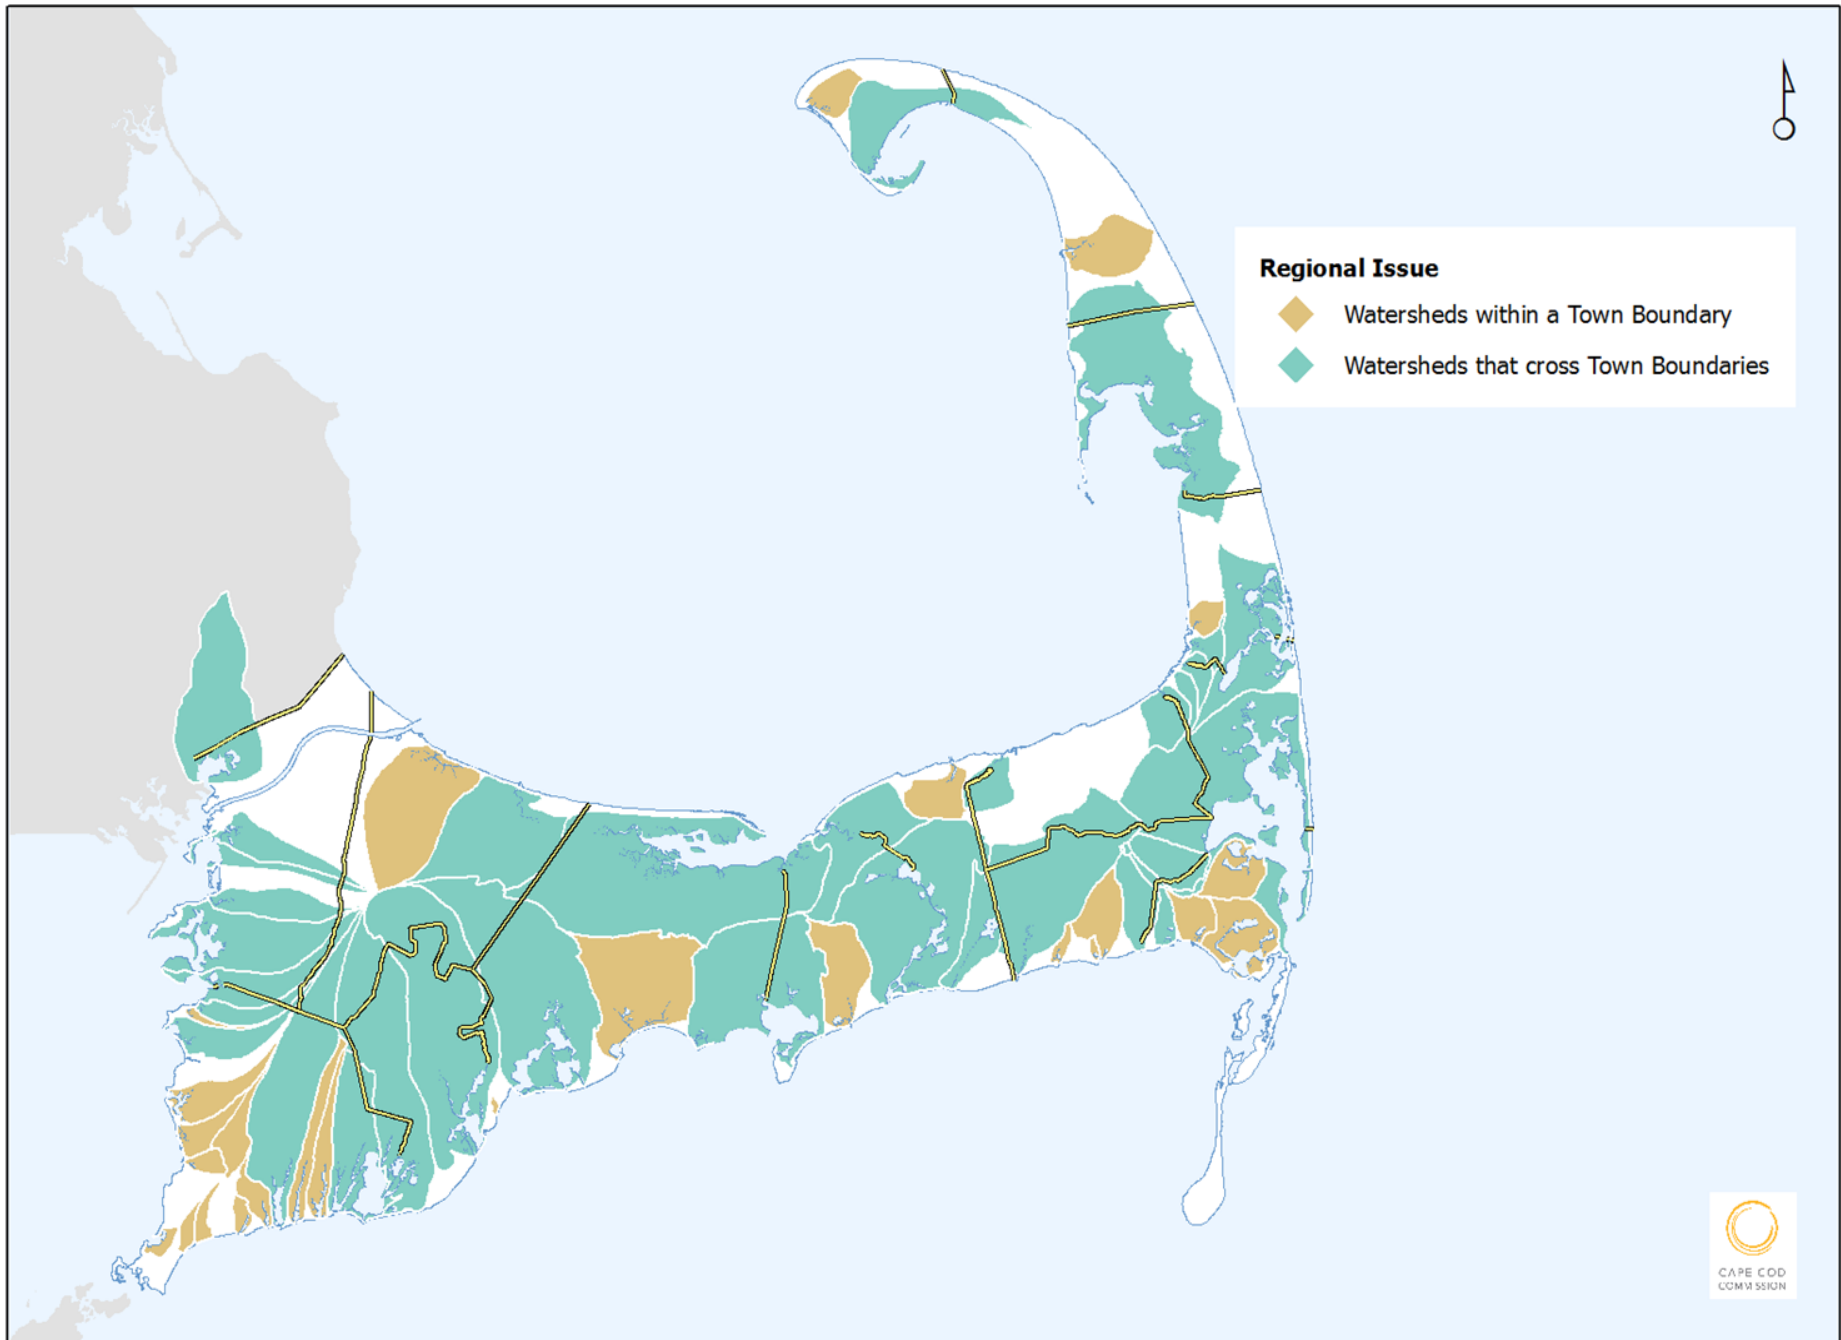 Regional Issue
Watersheds within a Town Boundary
Watersheds that cross Town Boundaries
CAPE COD
COMMISSION